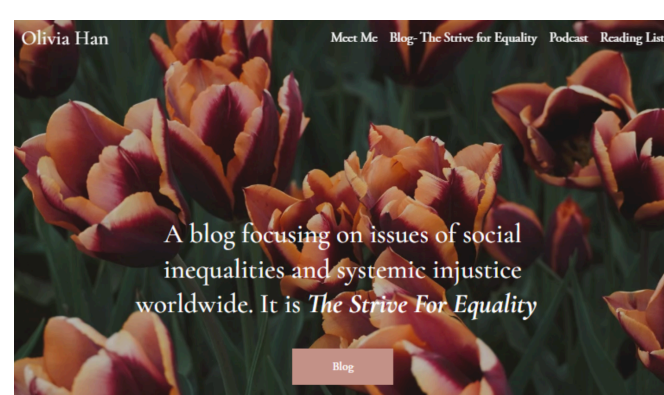 Olivia Han
Meet Me Blog- The Strive for Equality Podcast Reading List
A blog focusing on issues of social
inequalities and systemic injustice
worldwide. It is The Strive For Equality
Blog